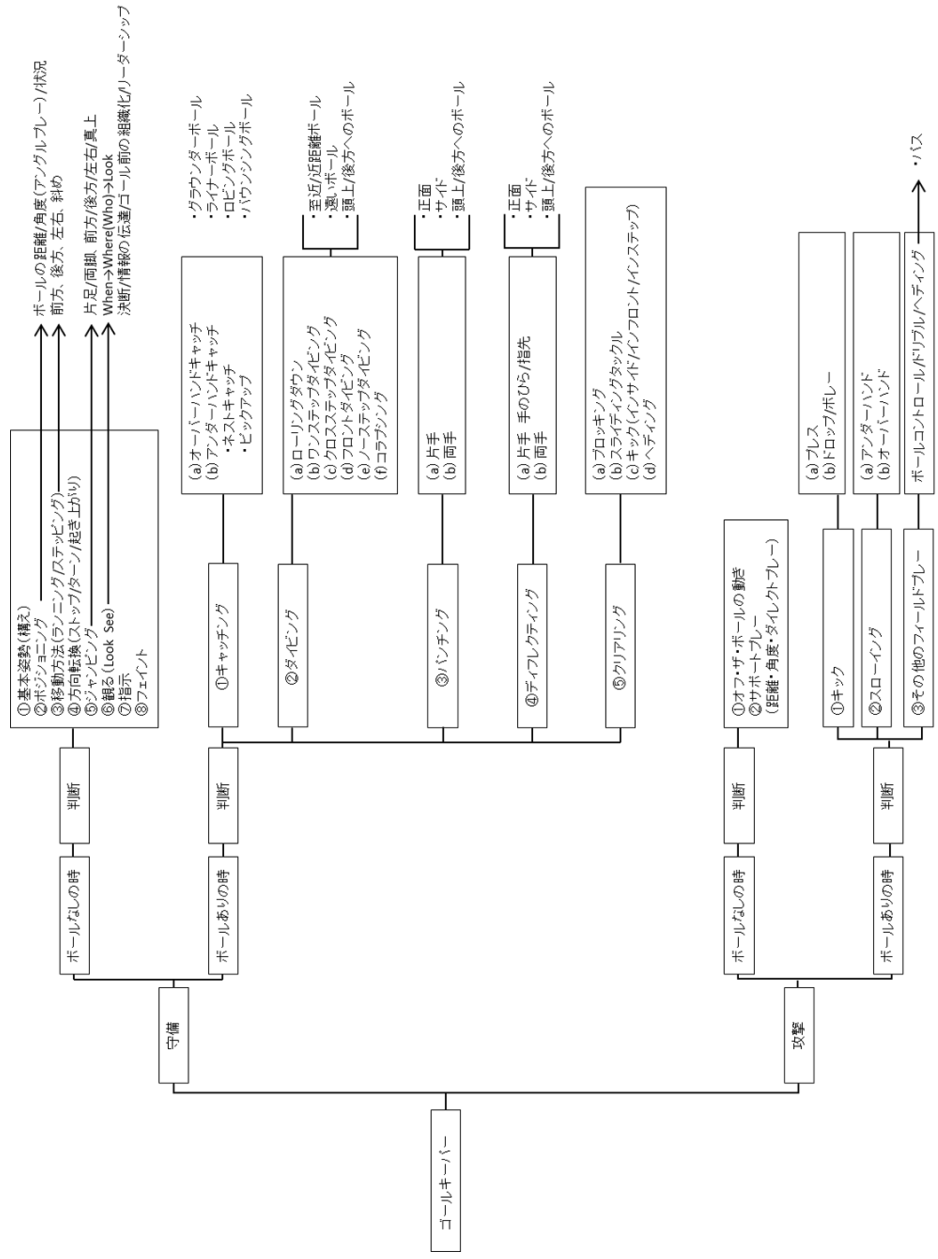 ゴールキーパー
守備
ボールなしの時
判断
①基本姿勢(構え)
②ポジショニング
③移動方法(ランニング/ステッピング)
④方向転換(ストップ/ターン/起き上がり)
⑤ジャンピング
⑥観る(Look See)
⑦指示
⑧フェイント
ボールの距離/角度(アングルプレー)/状況
前方、後方、左右、斜め
片足/両脚、前方/後方/左右/真上
When→Where(Who)→Look
決断/情報の伝達/ゴール前の組織化/リーダーシップ
ボールありの時
判断
①キャッチング
(a)オーバーハンドキャッチ
(b)アンダーハンドキャッチ
・ネストキャッチ
・ピックアップ
・グラウンダーボール
・ライナーボール
・ロビングボール
・バウンシングボール
②ダイビング
(a)ローリングダウン
(b)ワンステップダイビング
(c)クロスステップダイビング
(d)フロントダイビング
(e)ノーステップダイビング
(f)コラプシング
・至近/近距離ボール
・遠いボール
・頭上/後方へのボール
③パンチング
(a)片手
(b)両手
・正面
・サイド
・頭上/後方へのボール
④ディフレクティング
(a)片手 手のひら/指先
(b)両手
・正面
・サイド
・頭上/後方へのボール
⑤クリアリング
(a)ブロッキング
(b)スライディングタックル
(c)キック(インサイド/インフロント/インステップ)
(d)ヘディング
攻撃
ボールなしの時
判断
①オフ・ザ・ボールの動き
②サポートプレー
(距離・角度・ダイレクトプレー)
ボールありの時
判断
①キック
(a)プレス
(b)ドロップ/ボレー
②スローイング
(a)アンダーハンド
(b)オーバーハンド
③その他のフィールドプレー
ボールコントロール/ドリブル/ヘディング
・パス